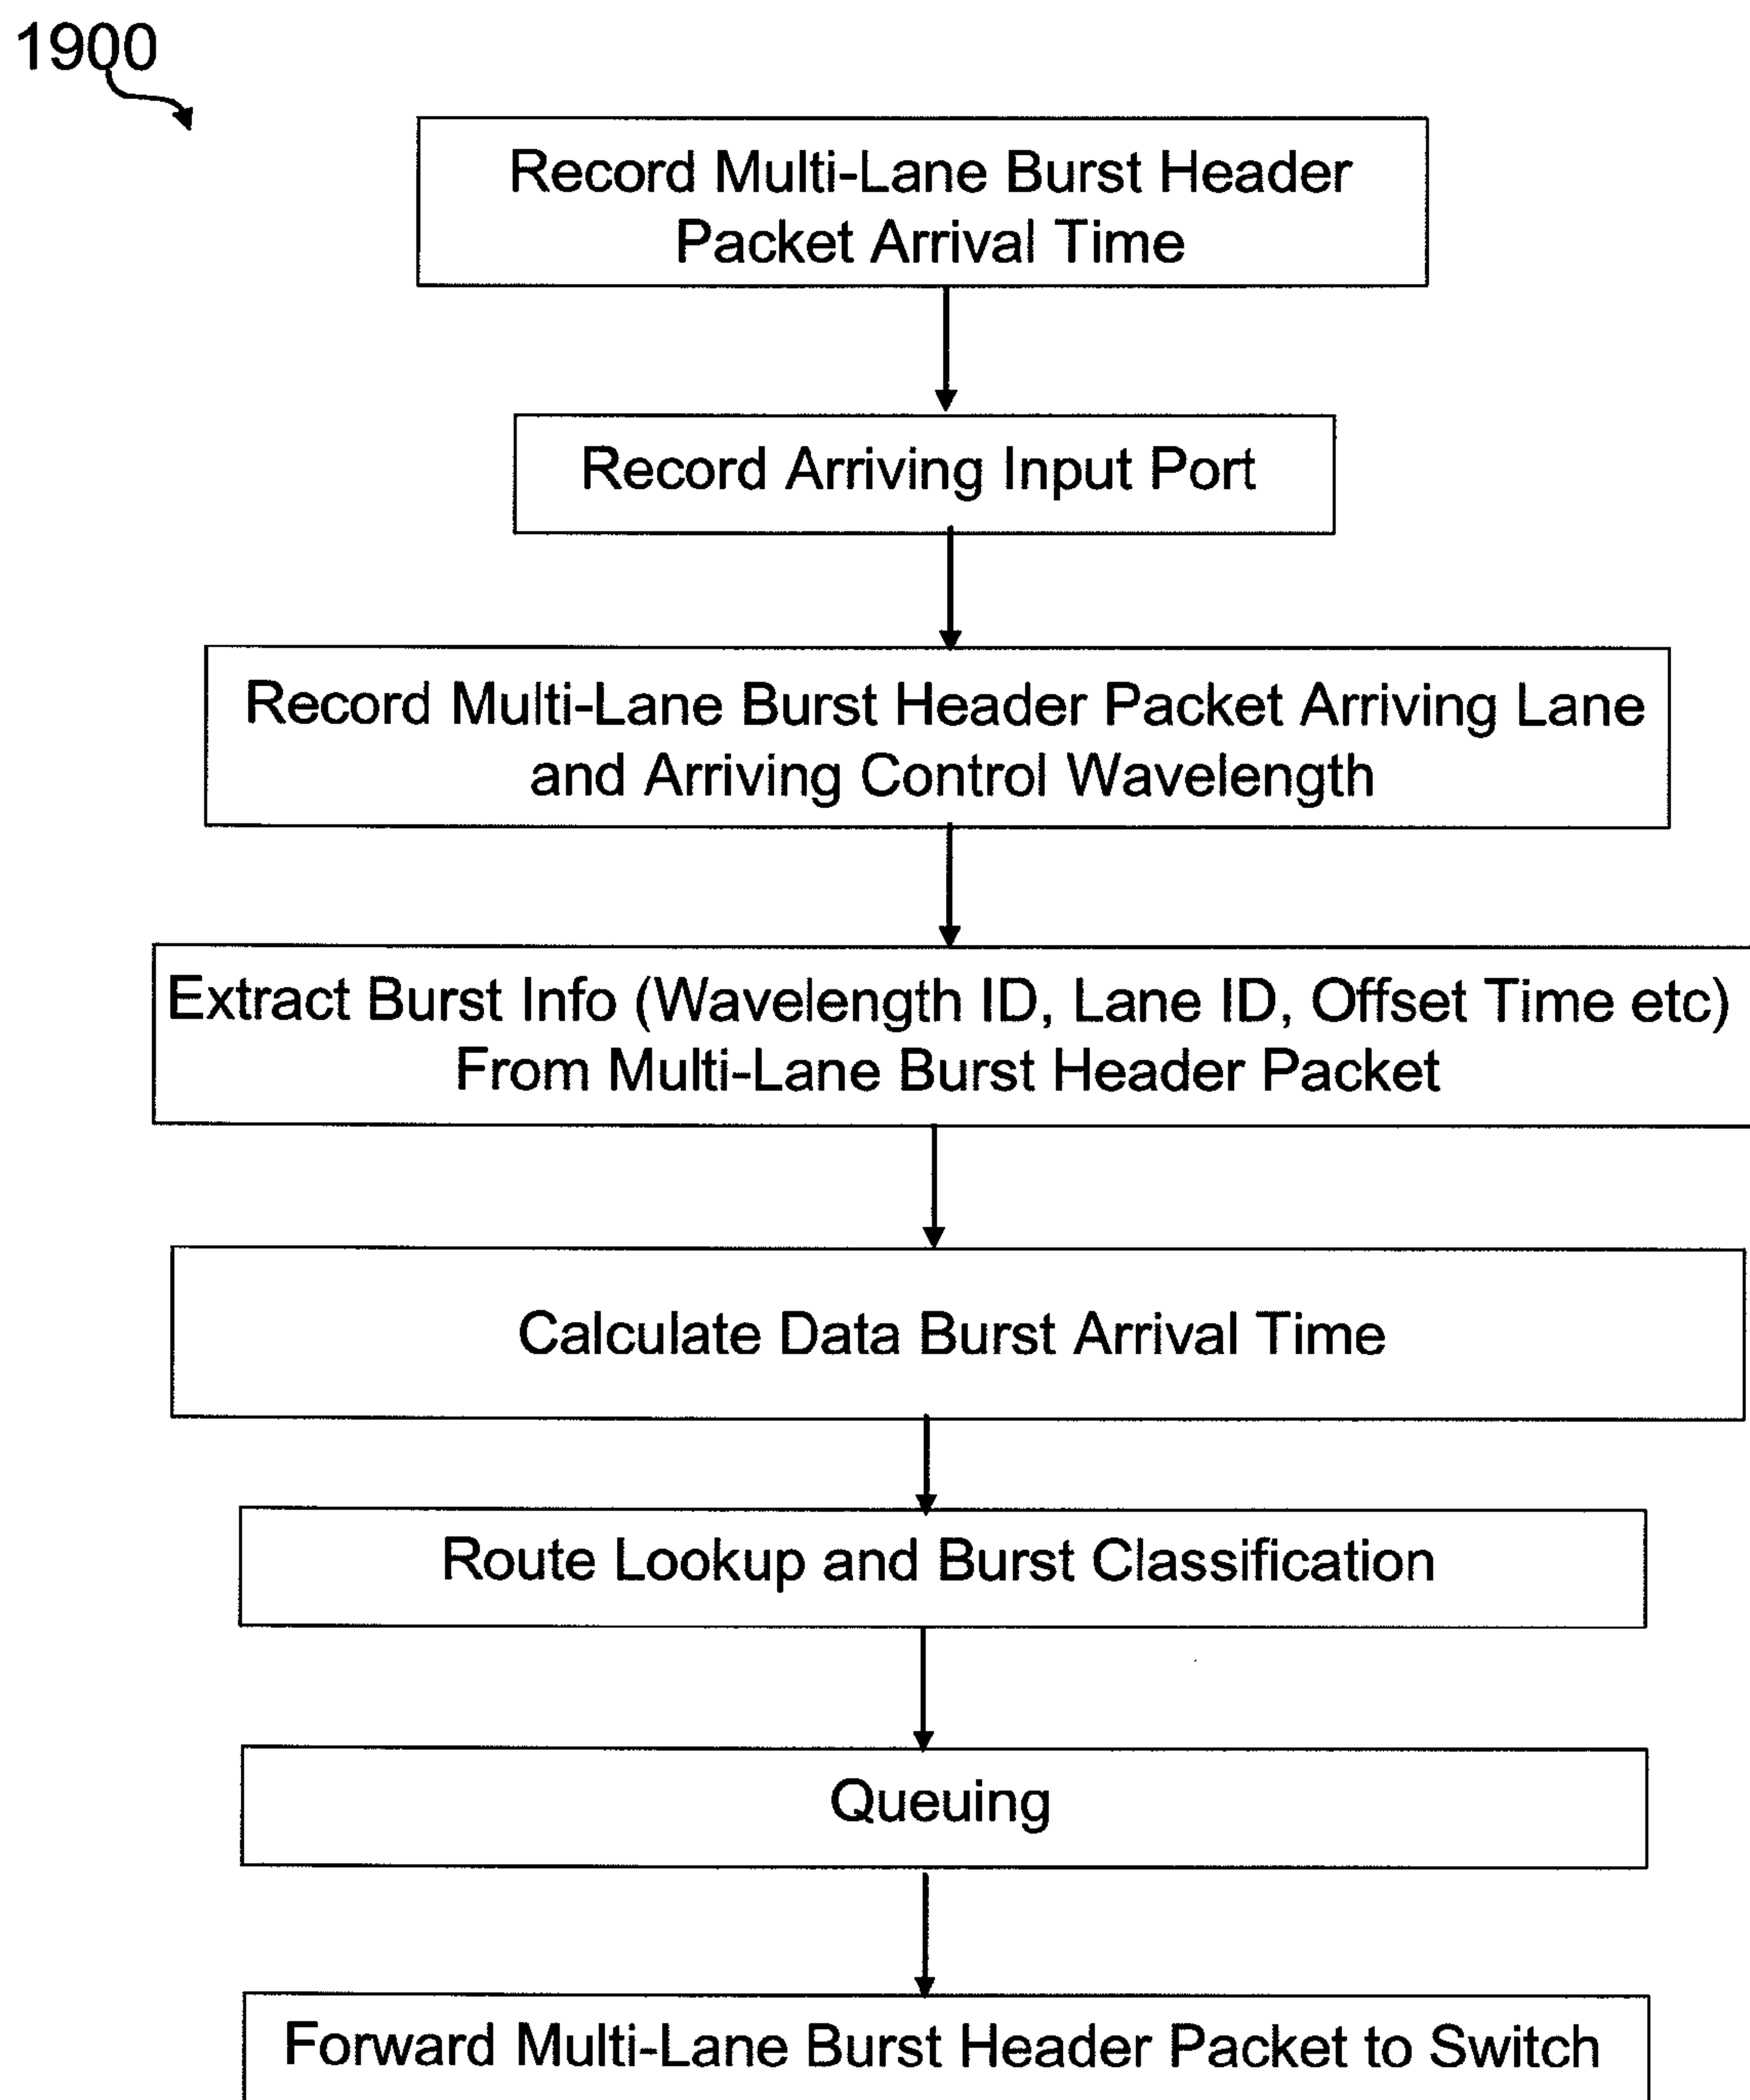 1900
Record Multi-Lane Burst Header
Packet Arrival Time
Record Arriving Input Port
Record Multi-Lane Burst Header Packet Arriving Lane
and Arriving Control Wavelength
Extract Burst Info (Wavelength ID, Lane ID, Offset Time etc)
From Multi-Lane Burst Header Packet
Calculate Data Burst Arrival Time
Route Lookup and Burst Classification
Queuing
Forward Multi-Lane Burst Header Packet to Switch